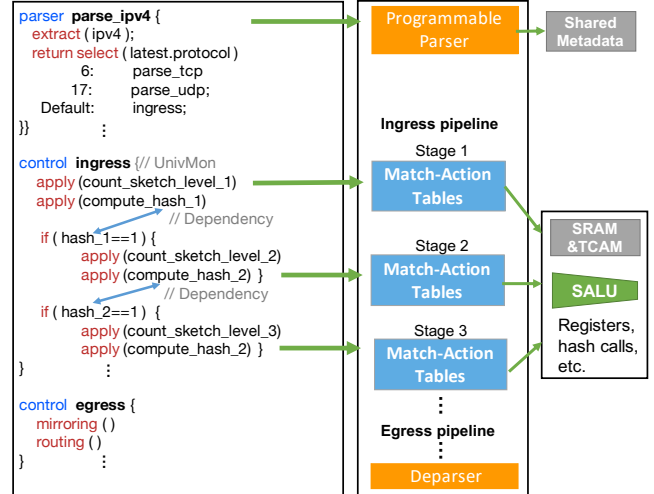 parser parse_ipv4 {
extract ( ipv4 );
return select ( latest.protocol )
6: parse_tcp
17: parse_udp;
Default: ingress;
}}
⋮
control ingress {// UnivMon
apply (count_sketch_level_1)
apply (compute_hash_1)
// Dependency
if ( hash_1==1 ) {
apply (count_sketch_level_2)
apply (compute_hash_2) }
// Dependency
if ( hash_2==1 ) {
apply (count_sketch_level_3)
apply (compute_hash_2) }
} ⋮
control egress {
mirroring ( )
routing ( )
} ⋮
Programmable
Parser
Ingress pipeline
Stage 1
Match-Action
Tables
Stage 2
Match-Action
Tables
Stage 3
Match-Action
Tables
⋮
Egress pipeline
⋮
Deparser
Shared
Metadata
SRAM
&TCAM
SALU
Registers,
hash calls,
etc.